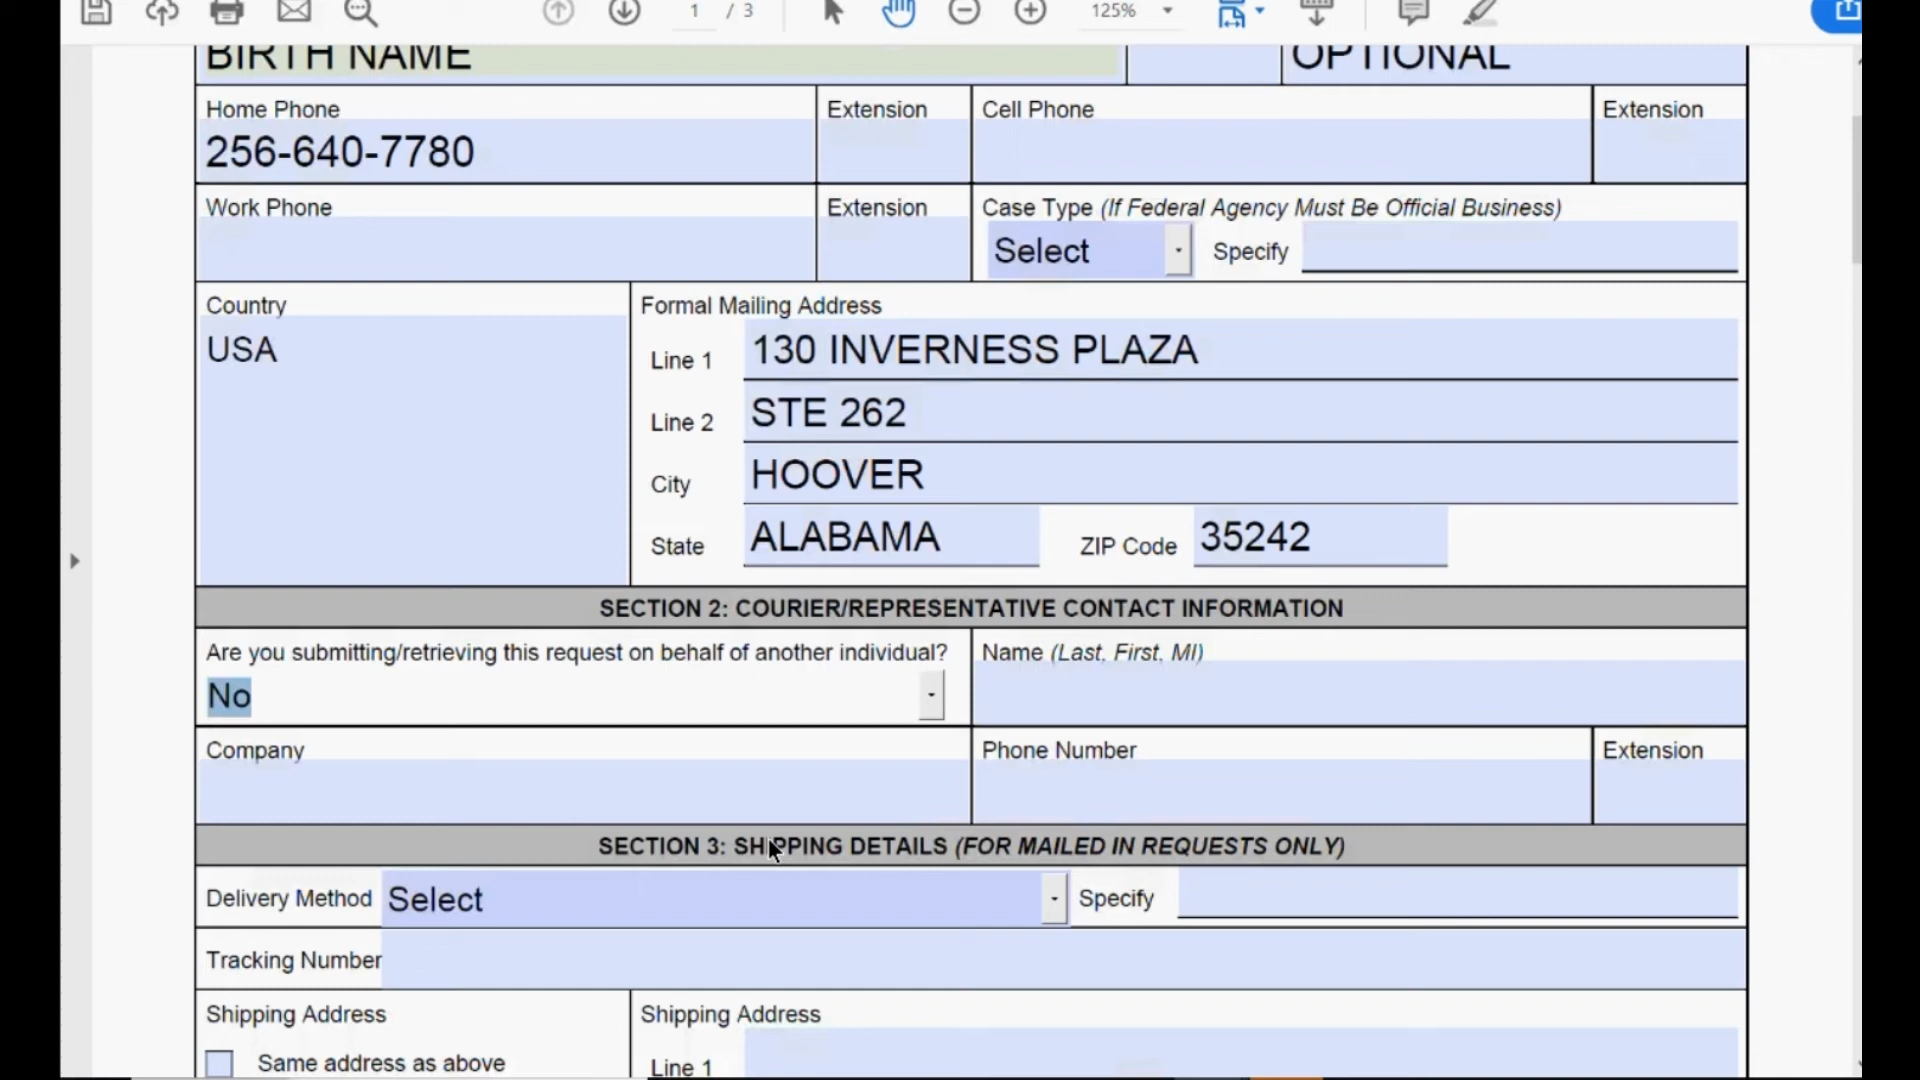 1 / 3 125%
BIRTH NAME OPTIONAL
Home Phone Extension Cell Phone Extension
256-640-7780
Work Phone Extension Case Type (If Federal Agency Must Be Official Business)
Select Specify
Country Formal Mailing Address
USA Line 1 130 INVERNESS PLAZA
Line 2 STE 262
City HOOVER
State ALABAMA ZIP Code 35242
SECTION 2: COURIER/REPRESENTATIVE CONTACT INFORMATION
Are you submitting/retrieving this request on behalf of another individual? Name (Last, First, MI)
No
Company Phone Number Extension
SECTION 3: SHIPPING DETAILS (FOR MAILED IN REQUESTS ONLY)
Delivery Method Select Specify
Tracking Number
Shipping Address Shipping Address
Same address as above Line 1